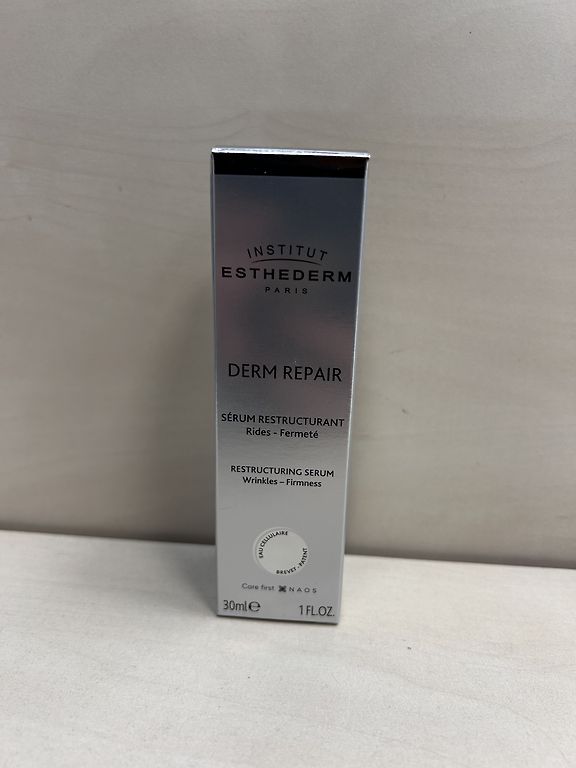 INSTITUT
ESTHEDERM
PARIS
DERM REPAIR
SÉRUM RESTRUCTURANT
Rides - Fermeté
RESTRUCTURING SERUM
Wrinkles – Firmness
EAU CELLULAIRE
BREVET - PATENT
Care first NAOS
30ml℮ 1 FL.OZ.